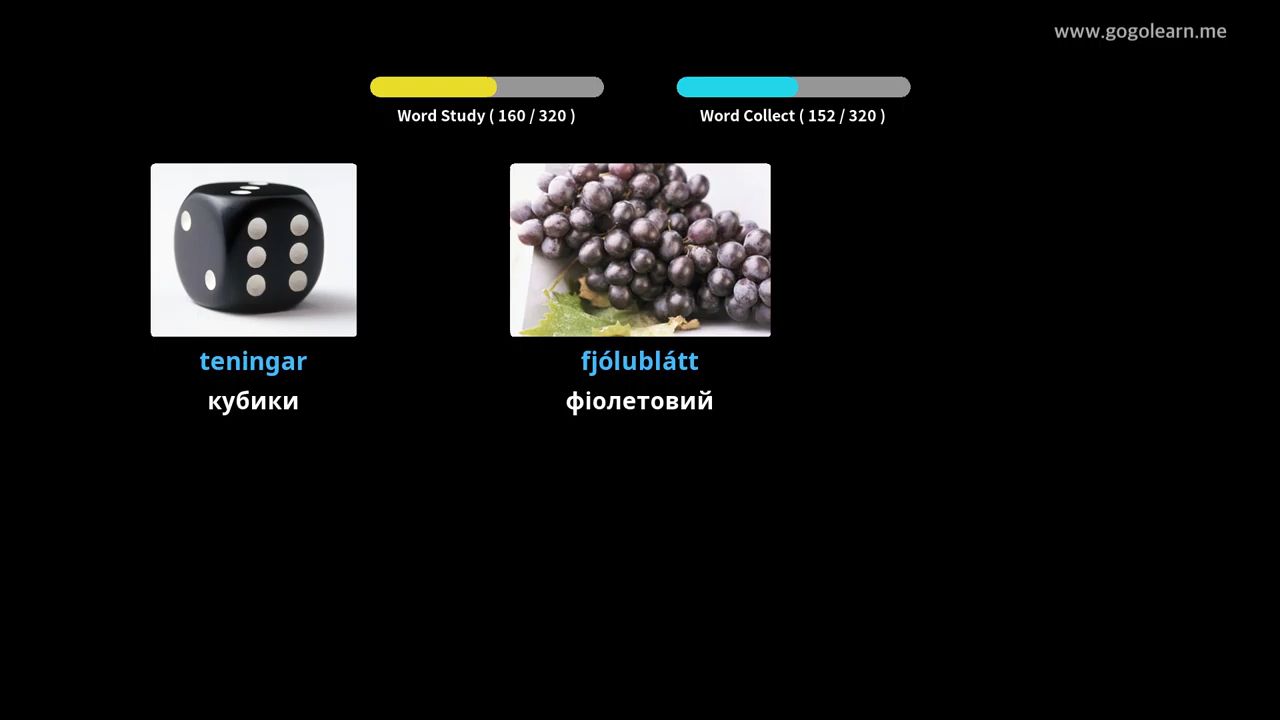 www.gogolearn.me
Word Study ( 160 / 320 )
Word Collect ( 152 / 320 )
teningar
кубики
fjólublátt
фіолетовий